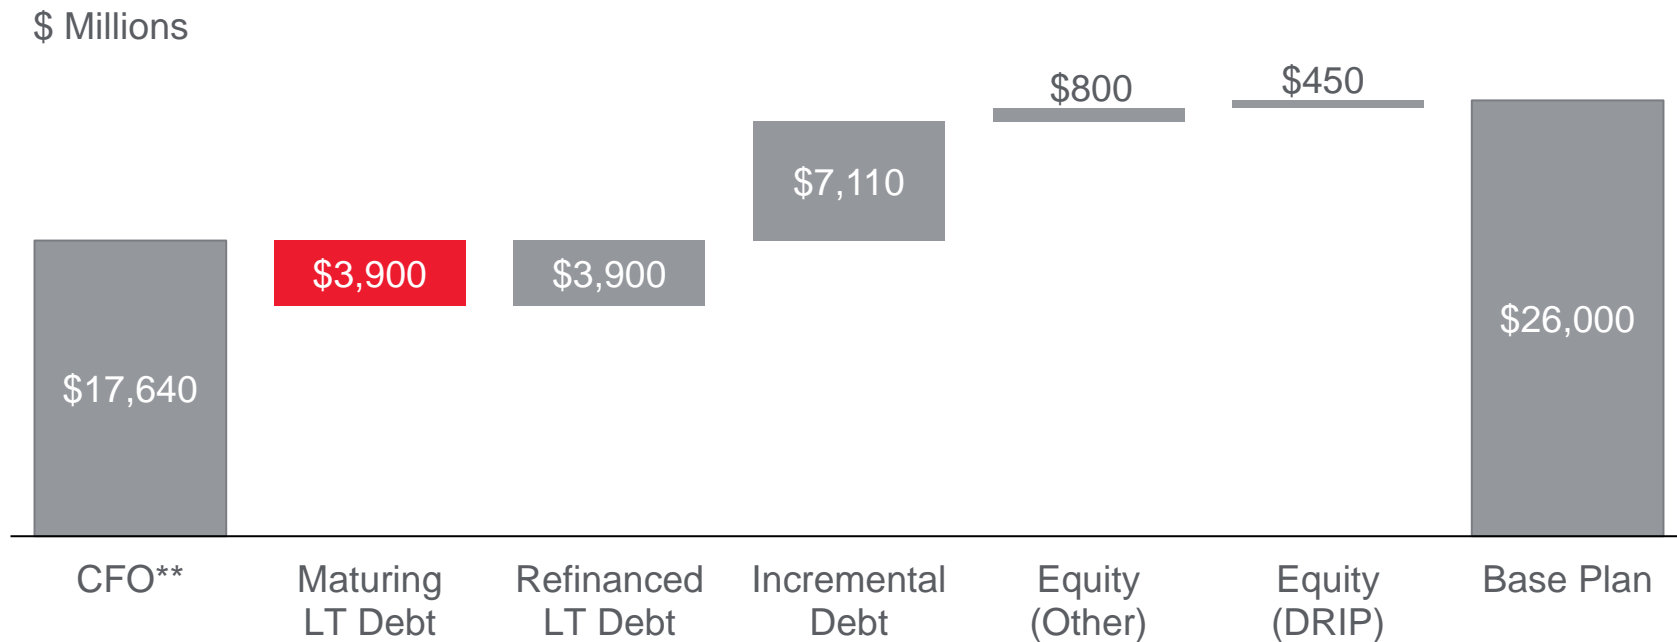 $ Millions
$800
$450
$7,110
$3,900
$3,900
$26,000
$17,640
CFO**
Maturing
LT Debt
Refinanced
LT Debt
Incremental
Debt
Equity
(Other)
Equity
(DRIP)
Base Plan